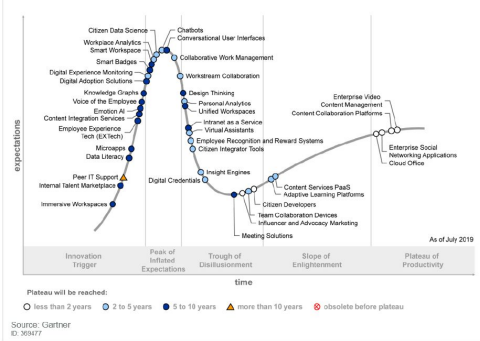 Citizen Data Science
Chatbots
Conversational User Interfaces
Workplace Analytics
Smart Workspace
Collaborative Work Management
Smart Badges
Digital Experience Monitoring
Workstream Collaboration
Digital Adoption Solutions
Knowledge Graphs
Design Thinking
Voice of the Employee
Personal Analytics
Emotion AI
Unified Workspaces
Content Integration Services
Intranet as a Service
Employee Experience
Tech (EXTech)
Virtual Assistants
Microapps
Employee Recognition and Reward Systems
Data Literacy
Citizen Integrator Tools
Peer IT Support
Insight Engines
Internal Talent Marketplace
Digital Credentials
Immersive Workspaces
Content Services PaaS
Adaptive Learning Platforms
Citizen Developers
Team Collaboration Devices
Influencer and Advocacy Marketing
Meeting Solutions
Enterprise Video
Content Management
Content Collaboration Platforms
Enterprise Social
Networking Applications
Cloud Office
expectations
As of July 2019
Innovation
Trigger
Peak of
Inflated
Expectations
Trough of
Disillusionment
Slope of
Enlightenment
Plateau of
Productivity
time
Plateau will be reached:
less than 2 years
2 to 5 years
5 to 10 years
more than 10 years
obsolete before plateau
Source: Gartner
ID: 369477